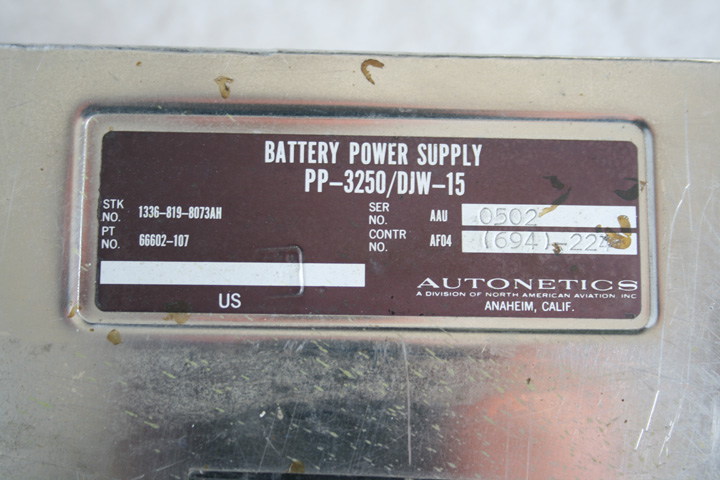 BATTERY POWER SUPPLY
PP-3250/DJW-15
STK NO. 1336-819-8073AH
SER NO. AAU 0502
PT NO. 66602-107
CONTR NO. AF04 (694)-224
US
AUTONETICS
A DIVISION OF NORTH AMERICAN AVIATION, INC
ANAHEIM, CALIF.